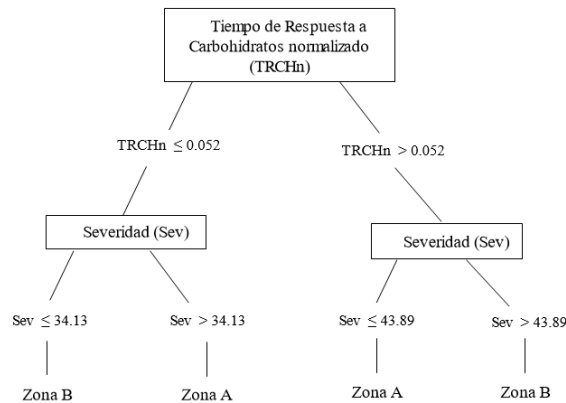 Tiempo de Respuesta a
Carbohidratos normalizado
(TRCHn)
TRCHn ≤ 0.052
TRCHn > 0.052
Severidad (Sev)
Severidad (Sev)
Sev ≤ 34.13
Sev > 34.13
Sev ≤ 43.89
Sev > 43.89
Zona B
Zona A
Zona A
Zona B